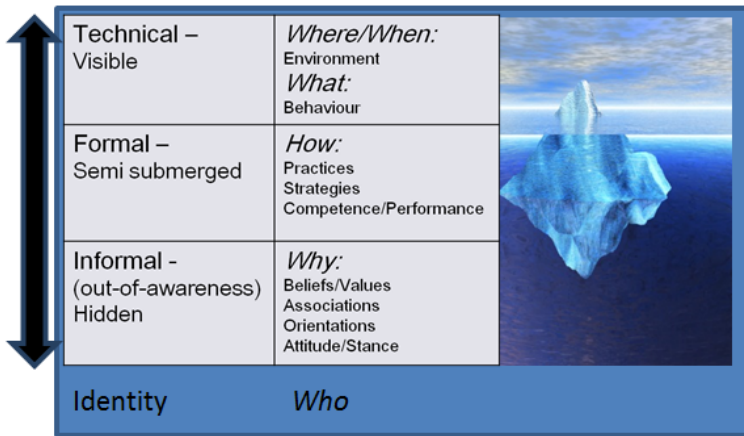 Technical –
Visible
Where/When:
Environment
What:
Behaviour
Formal –
Semi submerged
How:
Practices
Strategies
Competence/Performance
Informal -
(out-of-awareness)
Hidden
Why:
Beliefs/Values
Associations
Orientations
Attitude/Stance
Identity
Who